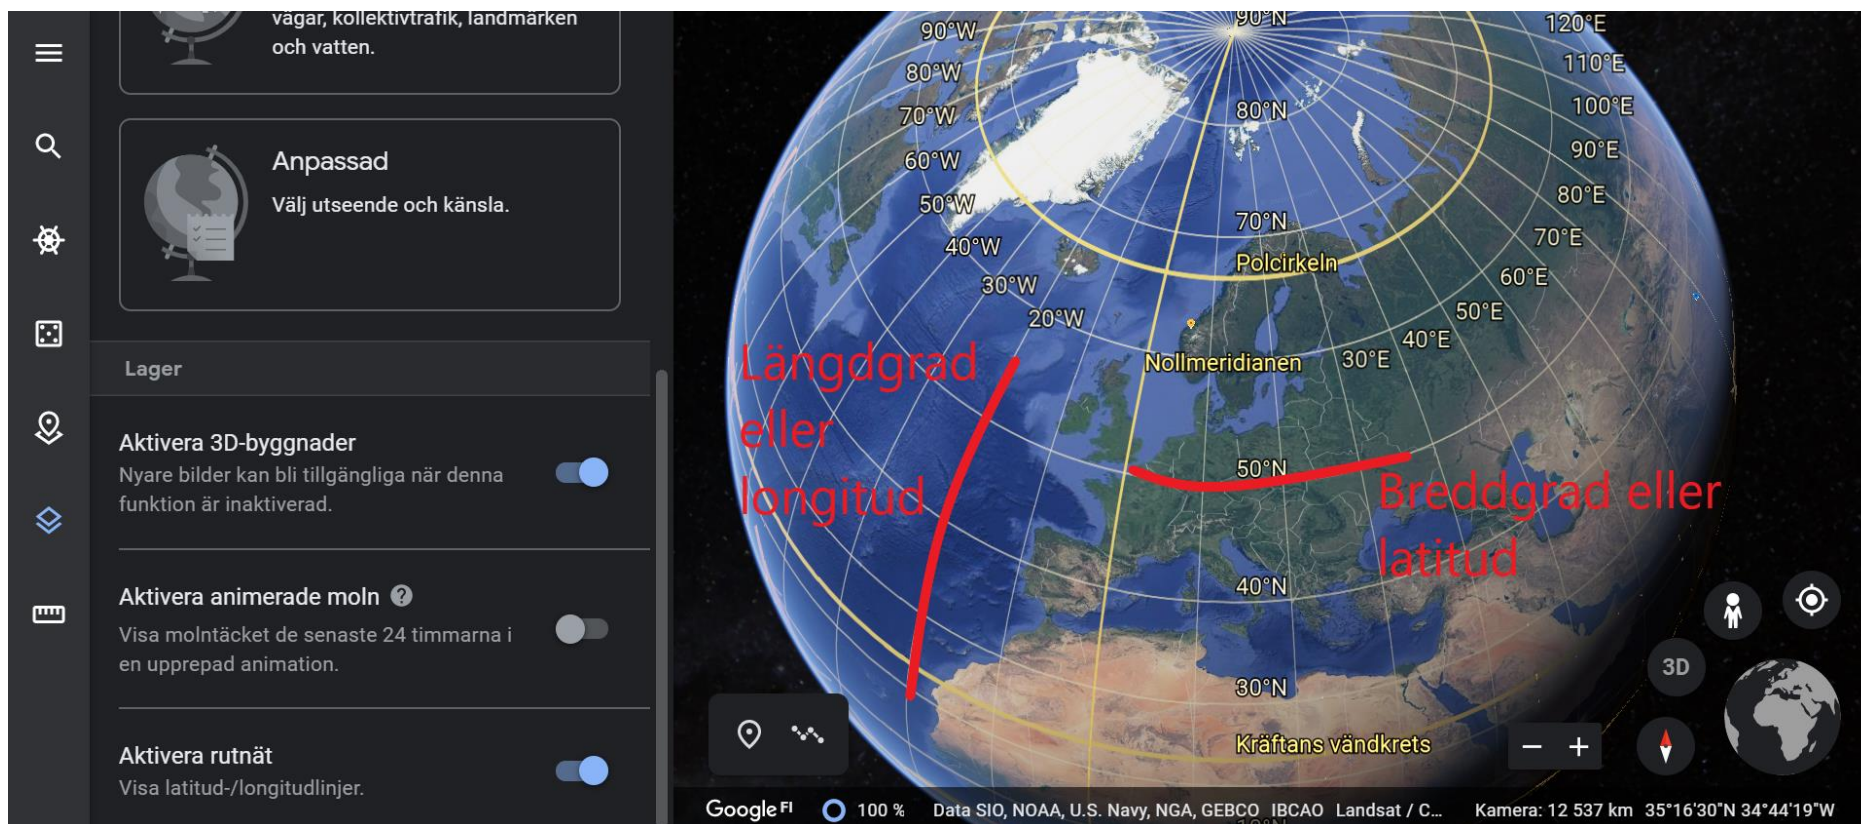 vägar, kollektivtrafik, landmärken
och vatten.
Anpassad
Välj utseende och känsla.
Lager
Aktivera 3D-byggnader
Nyare bilder kan bli tillgängliga när denna
funktion är inaktiverad.
Aktivera animerade moln ?
Visa molntäcket de senaste 24 timmarna i
en upprepad animation.
Aktivera rutnät
Visa latitud-/longitudlinjer.
90°N
90°W
120°E
80°W
110°E
70°W
80°N
100°E
60°W
90°E
50°W
80°E
40°W
70°N
70°E
30°W
Polcirkeln
60°E
20°W
50°E
Nollmeridianen
30°E
40°E
Längdgrad
eller
longitud
50°N
Breddgrad eller
latitud
40°N
30°N
Kräftans vändkrets
10°N
3D
Google FI
100 %
Data SIO, NOAA, U.S. Navy, NGA, GEBCO IBCAO Landsat / C...
Kamera: 12 537 km 35°16'30"N 34°44'19"W